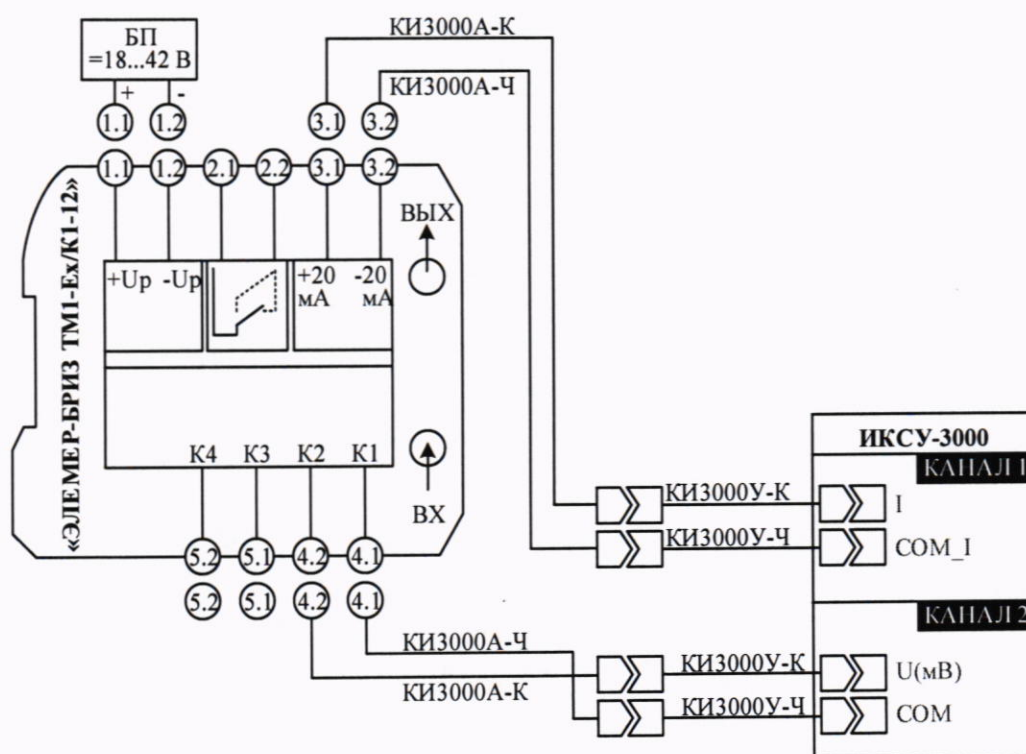 БП
=18...42 В
+ -
1.1 1.2 3.1 3.2
КИ3000А-К
КИ3000А-Ч
1.1 1.2 2.1 2.2 3.1 3.2
«ЭЛЕМЕР-БРИЗ ТМ1-Ex/К1-12»
ВЫХ
+Uр -Uр +20 мА -20 мА
К4 К3 К2 К1
ВХ
5.2 5.1 4.2 4.1
5.2 5.1 4.2 4.1
ИКСУ-3000
КАНАЛ 1
КИ3000У-К I
КИ3000У-Ч COM_I
КАНАЛ 2
КИ3000А-Ч
КИ3000А-К
КИ3000У-К U(мВ)
КИ3000У-Ч COM